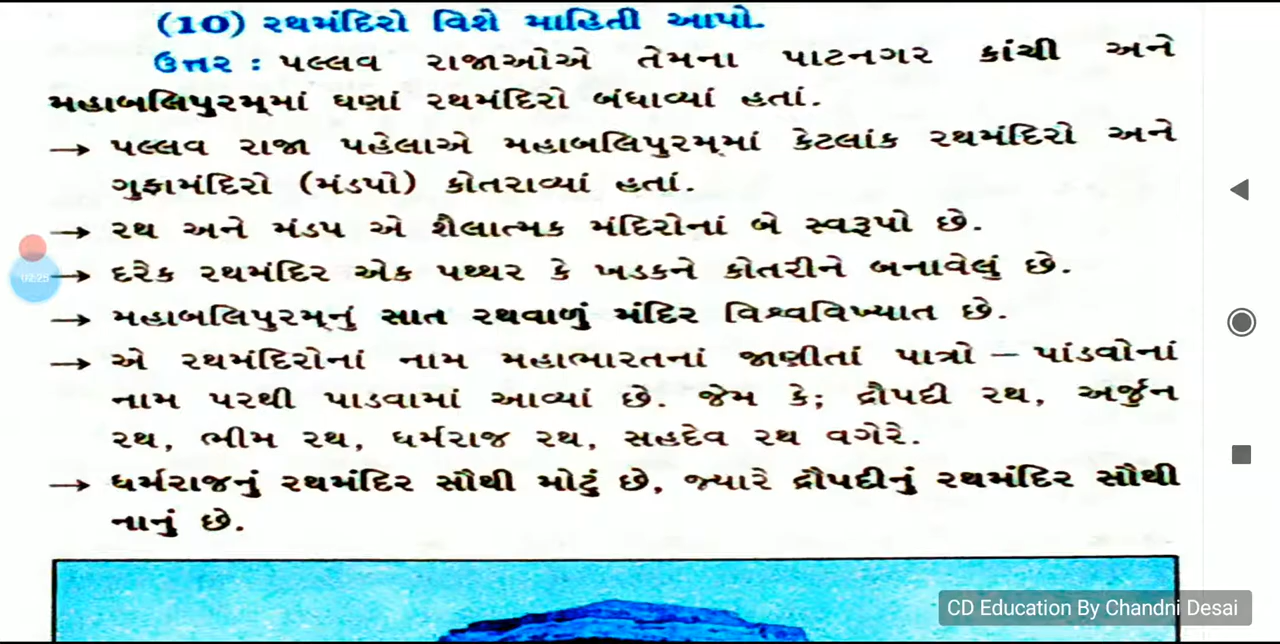 (10) રથમંદિરો વિશે માહિતી આપો.
ઉત્તર : પલ્લવ રાજાઓએ તેમના પાટનગર કાંચી અને
મહાબલિપુરમ્‌માં ઘણાં રથમંદિરો બંધાવ્યાં હતાં.
→ પલ્લવ રાજા પહેલાએ મહાબલિપુરમ્‌માં કેટલાંક રથમંદિરો અને
ગુફામંદિરો (મંડપો) કોતરાવ્યાં હતાં.
→ રથ અને મંડપ એ શૈલાત્મક મંદિરોનાં બે સ્વરૂપો છે.
02:25
→ દરેક રથમંદિર એક પથ્થર કે ખડકને કોતરીને બનાવેલું છે.
→ મહાબલિપુરમ્‌નું સાત રથવાળું મંદિર વિશ્વવિખ્યાત છે.
→ એ રથમંદિરોનાં નામ મહાભારતનાં જાણીતાં પાત્રો – પાંડવોનાં
નામ પરથી પાડવામાં આવ્યાં છે. જેમ કે; દ્રૌપદી રથ, અર્જુન
રથ, ભીમ રથ, ધર્મરાજ રથ, સહદેવ રથ વગેરે.
→ ધર્મરાજનું રથમંદિર સૌથી મોટું છે, જ્યારે દ્રૌપદીનું રથમંદિર સૌથી
નાનું છે.
CD Education By Chandni Desai